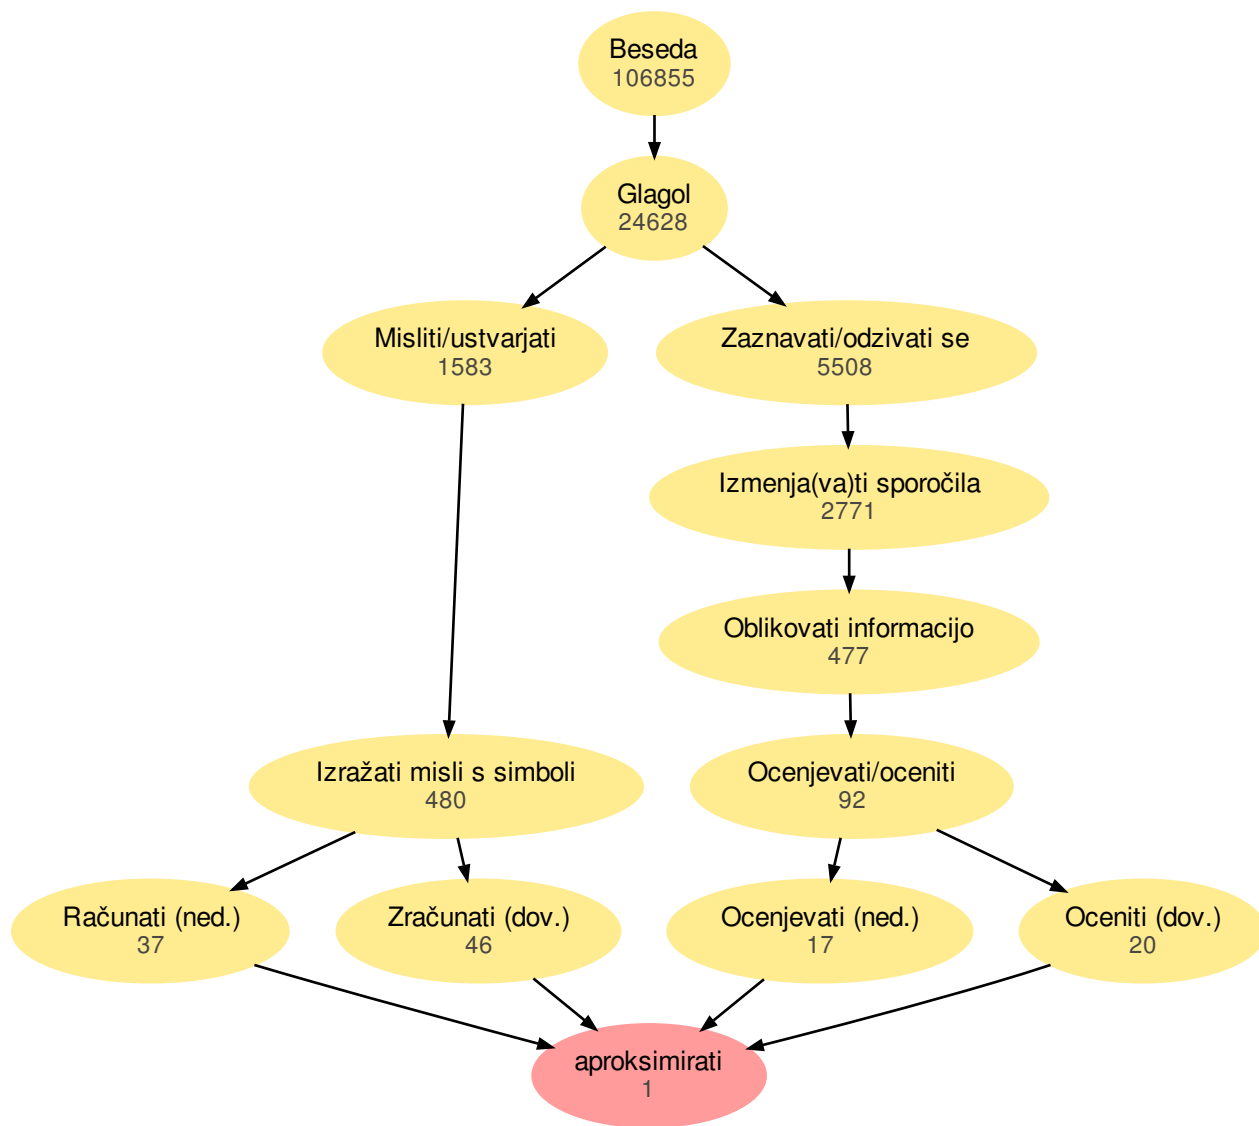 Beseda
106855
Glagol
24628
Misliti/ustvarjati
1583
Zaznavati/odzivati se
5508
Izmenja(va)ti sporočila
2771
Oblikovati informacijo
477
Izražati misli s simboli
480
Ocenjevati/oceniti
92
Računati (ned.)
37
Zračunati (dov.)
46
Ocenjevati (ned.)
17
Oceniti (dov.)
20
aproksimirati
1